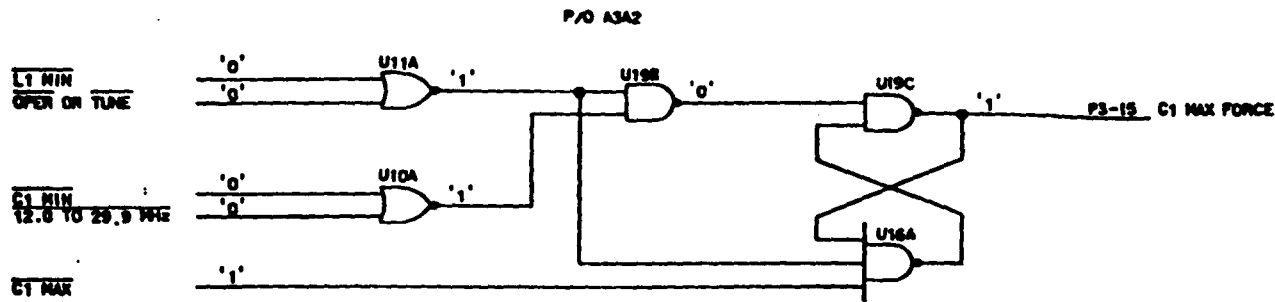 P/O A3A2
L1 MIN
OPER OR TUNE
'0'
'0'
U11A
'1'
U19B
'0'
U19C
'1'
P3-15 C1 MAX FORCE
C1 MIN
12.0 TO 29.9 MHz
'0'
'0'
U10A
'1'
U16A
C1 MAX
'1'